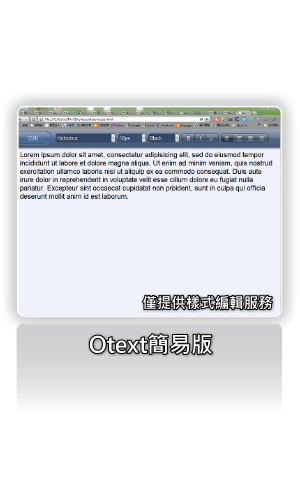 Helvetica 10px Black B I U
Lorem ipsum dolor sit amet, consectetur adipisicing elit, sed do eiusmod tempor
incididunt ut labore et dolore magna aliqua. Ut enim ad minim veniam, quis nostrud
exercitation ullamco laboris nisi ut aliquip ex ea commodo consequat. Duis aute
irure dolor in reprehenderit in voluptate velit esse cillum dolore eu fugiat nulla
pariatur. Excepteur sint occaecat cupidatat non proident, sunt in culpa qui officia
deserunt mollit anim id est laborum.
僅提供樣式編輯服務
Otext簡易版